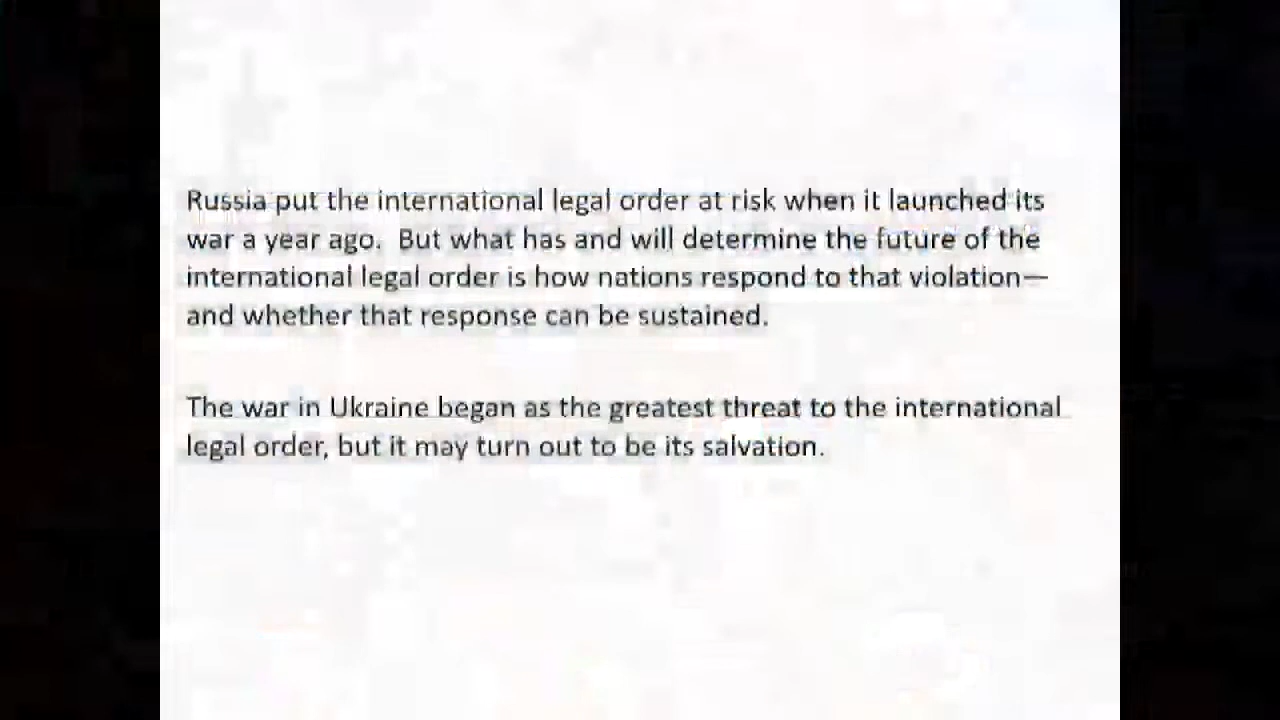 Russia put the international legal order at risk when it launched its
war a year ago.  But what has and will determine the future of the
international legal order is how nations respond to that violation—
and whether that response can be sustained.
The war in Ukraine began as the greatest threat to the international
legal order, but it may turn out to be its salvation.